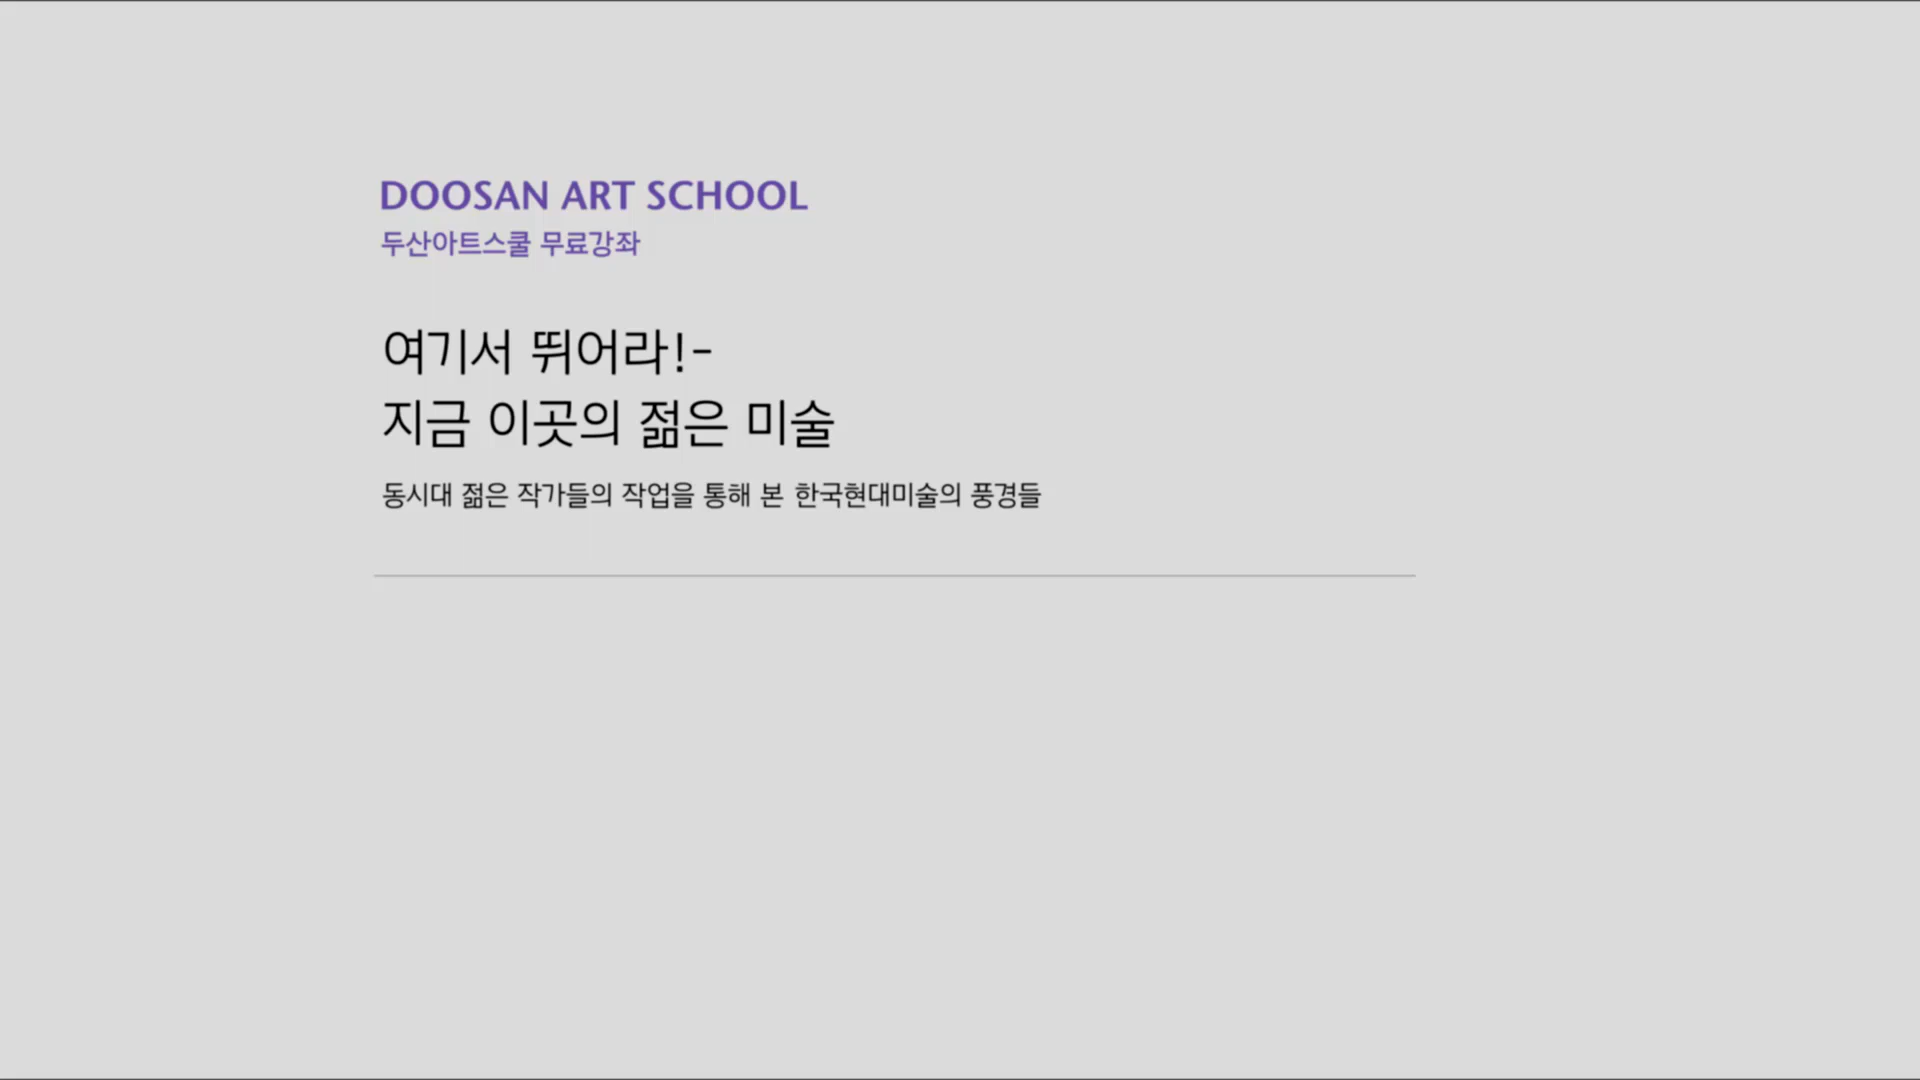 DOOSAN ART SCHOOL
두산아트스쿨 무료강좌
여기서 뛰어라!-
지금 이곳의 젊은 미술
동시대 젊은 작가들의 작업을 통해 본 한국현대미술의 풍경들